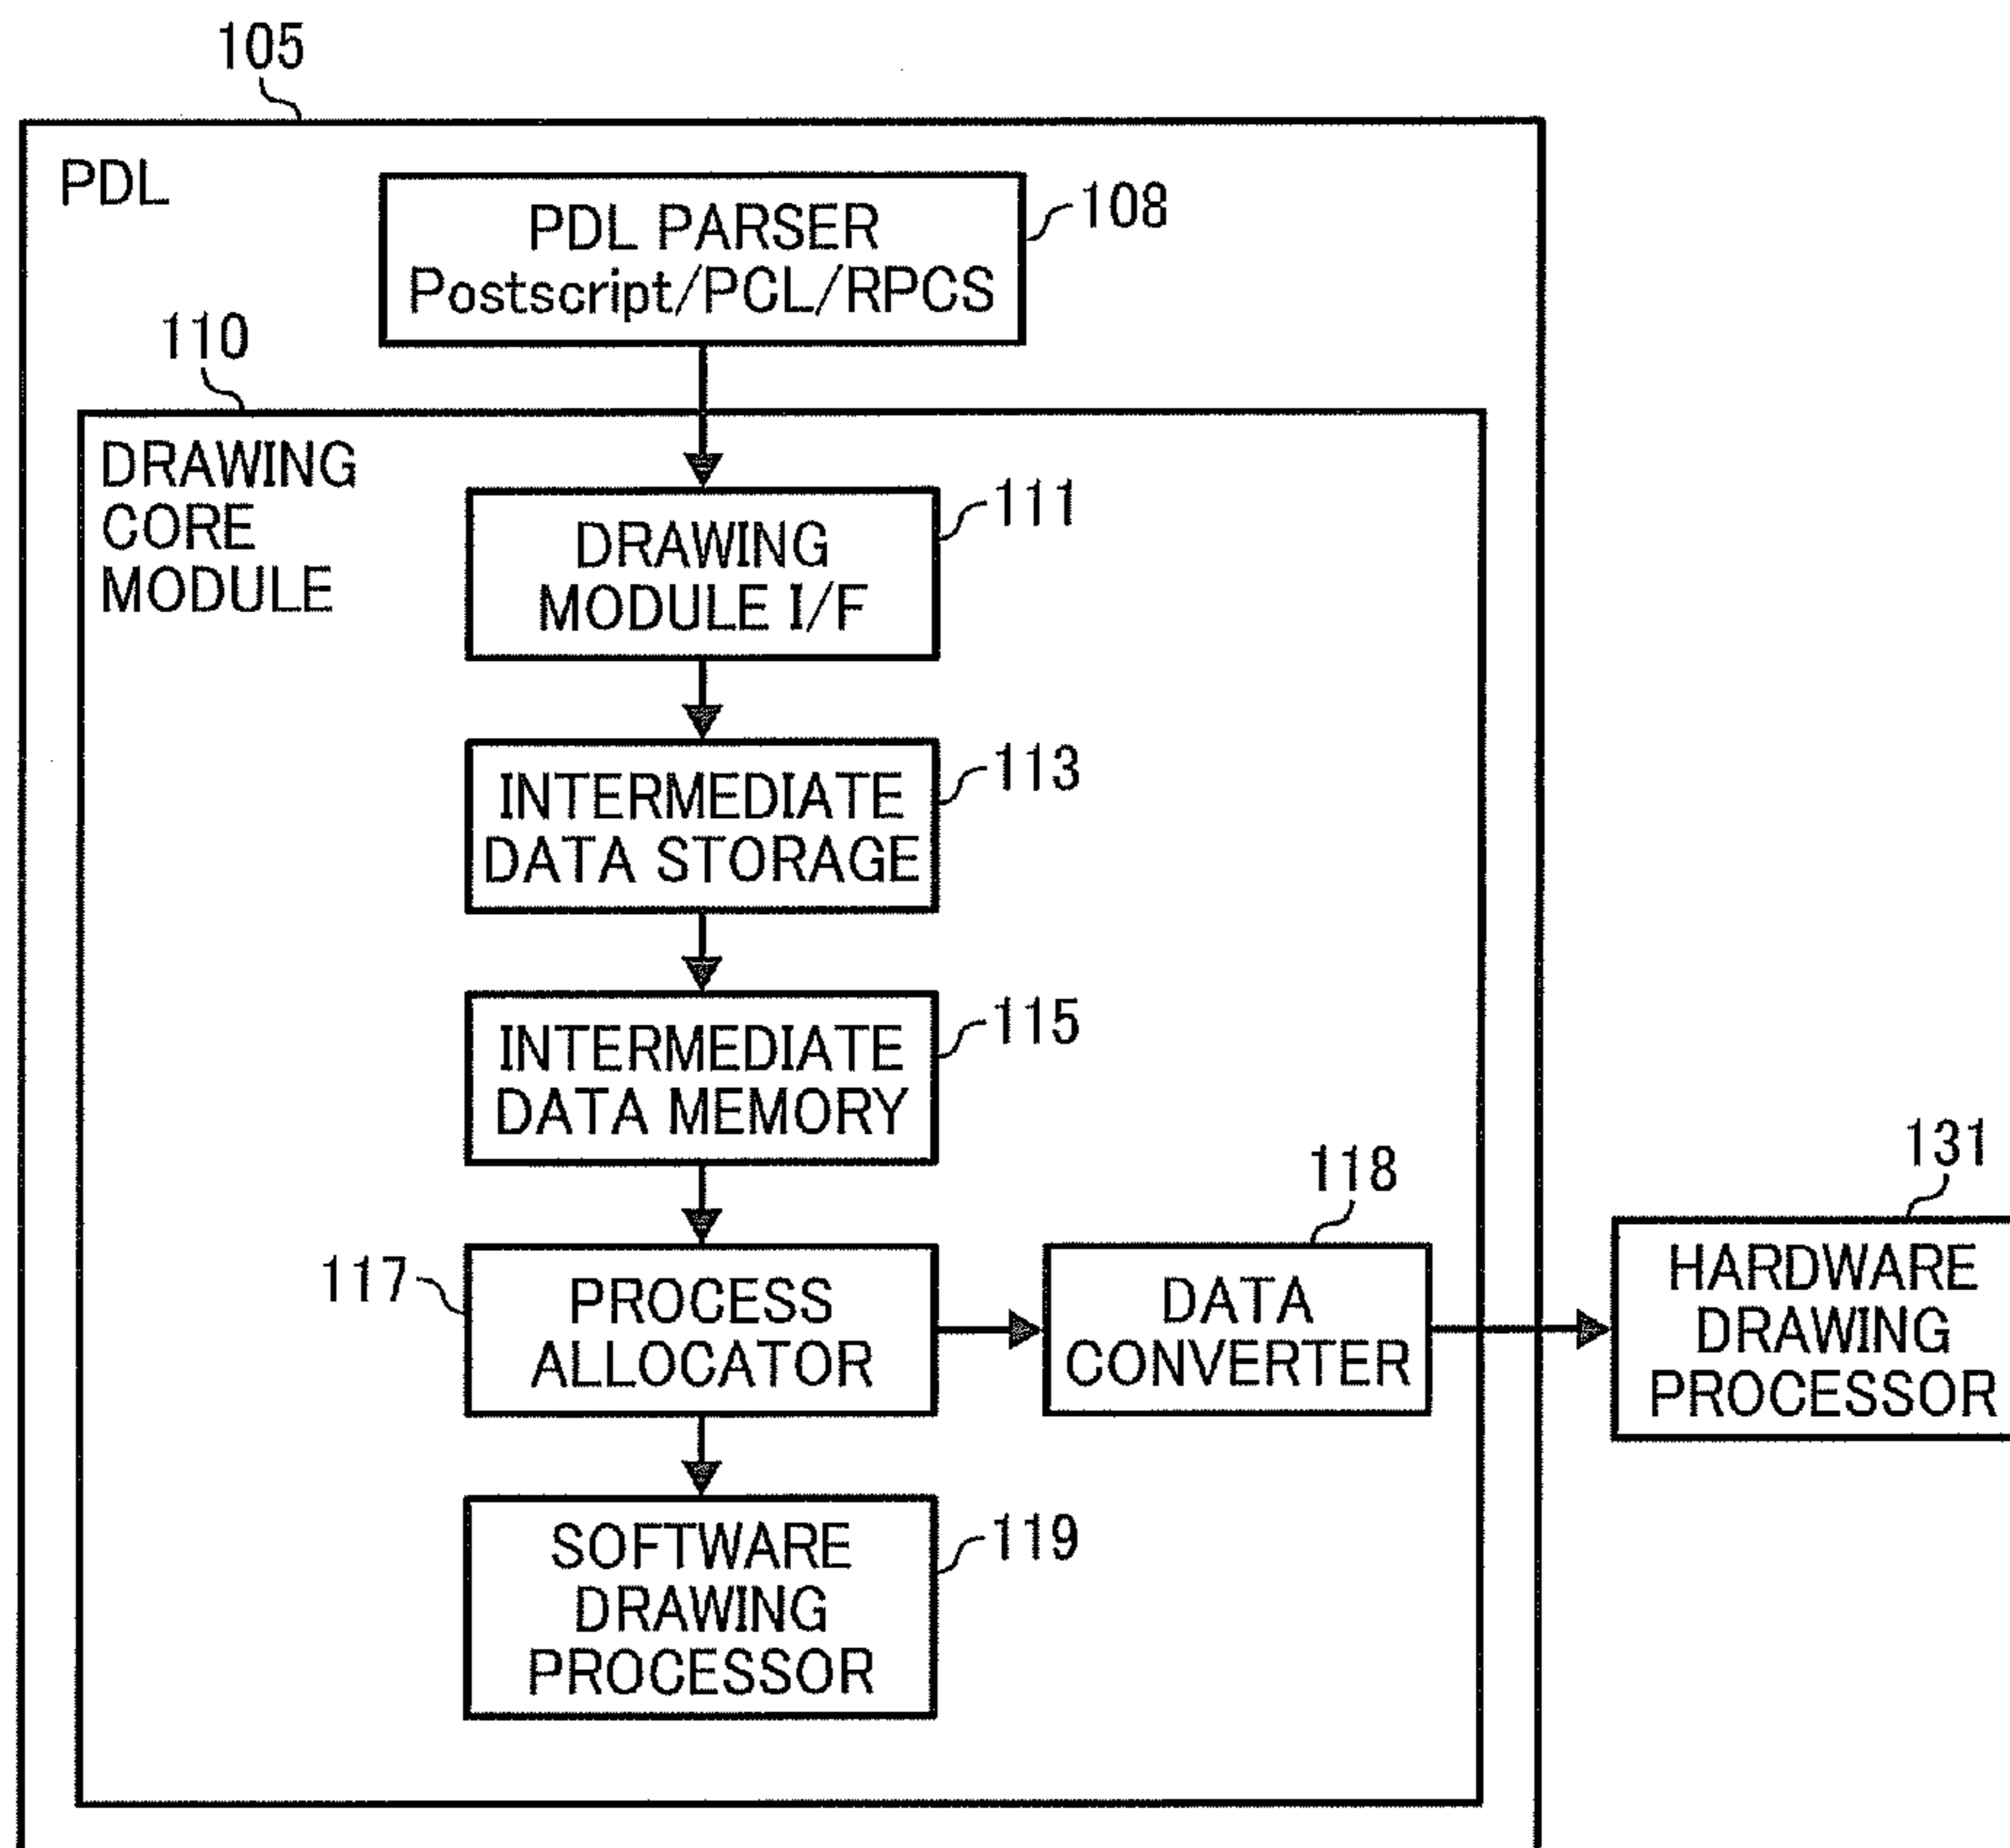 105
PDL
PDL PARSER
Postscript/PCL/RPCS
108
110
DRAWING
CORE
MODULE
DRAWING
MODULE I/F
111
INTERMEDIATE
DATA STORAGE
113
INTERMEDIATE
DATA MEMORY
115
117
PROCESS
ALLOCATOR
118
DATA
CONVERTER
131
HARDWARE
DRAWING
PROCESSOR
SOFTWARE
DRAWING
PROCESSOR
119